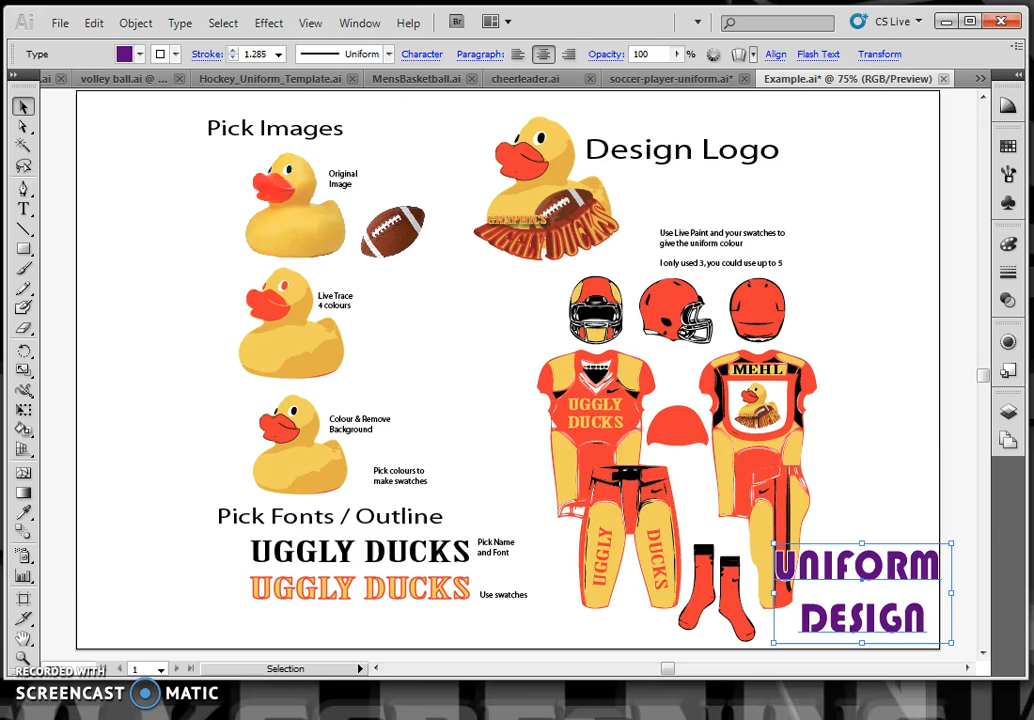 Ai File Edit Object Type Select Effect View Window Help Br CS Live
Type Stroke: 1.285 Uniform Character Paragraph: Opacity: 100 % Align Flash Text Transform
.ai volley ball.ai @ ... Hockey_Uniform_Template.ai MensBasketball.ai cheerleader.ai soccer-player-uniform.ai* Example.ai* @ 75% (RGB/Preview)
Pick Images
Original
Image
Design Logo
GRAPHICS
UGGLY DUCKS
Use Live Paint and your swatches to
give the uniform colour
I only used 3, you could use up to 5
Live Trace
4 colours
MEHL
UGGLY
DUCKS
Colour & Remove
Background
Pick colours to
make swatches
Pick Fonts / Outline
UGGLY DUCKS
Pick Name
and Font
UGGLY DUCKS
Use swatches
UGGLY
DUCKS
UNIFORM
DESIGN
1 Selection
RECORDED WITH
SCREENCAST MATIC